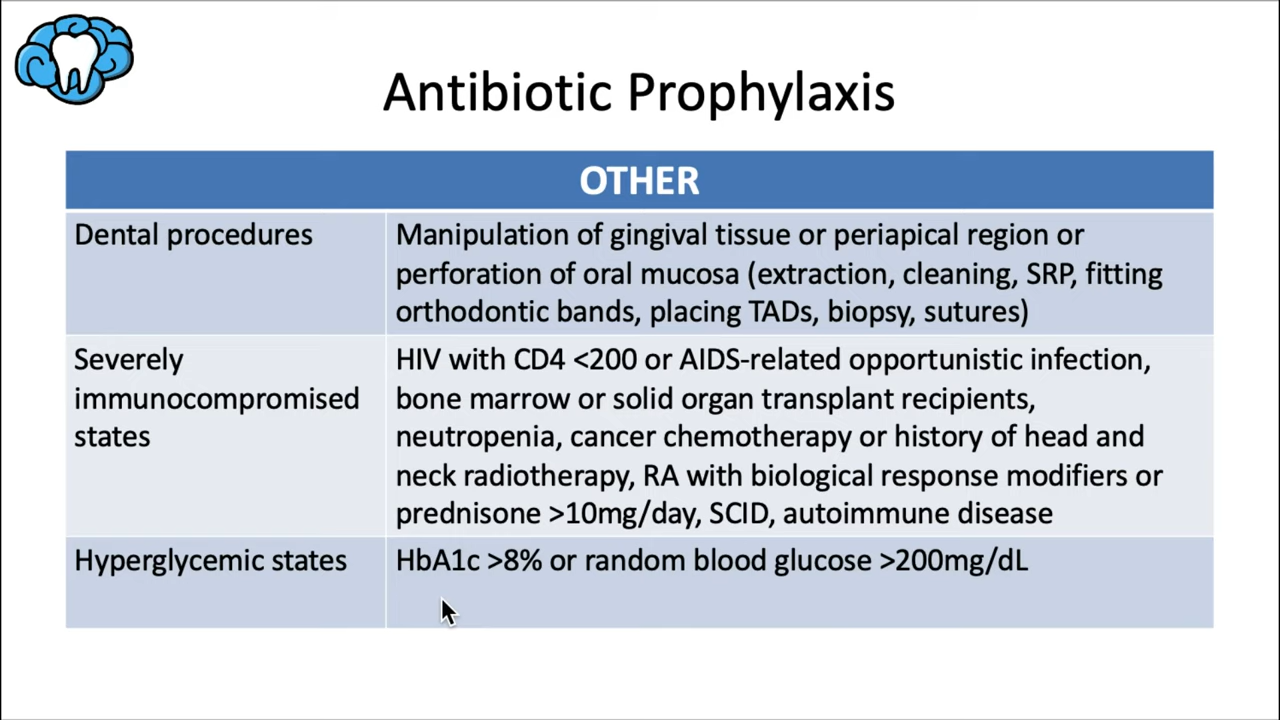 Antibiotic Prophylaxis
OTHER
Dental procedures
Manipulation of gingival tissue or periapical region or
perforation of oral mucosa (extraction, cleaning, SRP, fitting
orthodontic bands, placing TADs, biopsy, sutures)
Severely
immunocompromised
states
HIV with CD4 <200 or AIDS-related opportunistic infection,
bone marrow or solid organ transplant recipients,
neutropenia, cancer chemotherapy or history of head and
neck radiotherapy, RA with biological response modifiers or
prednisone >10mg/day, SCID, autoimmune disease
Hyperglycemic states
HbA1c >8% or random blood glucose >200mg/dL